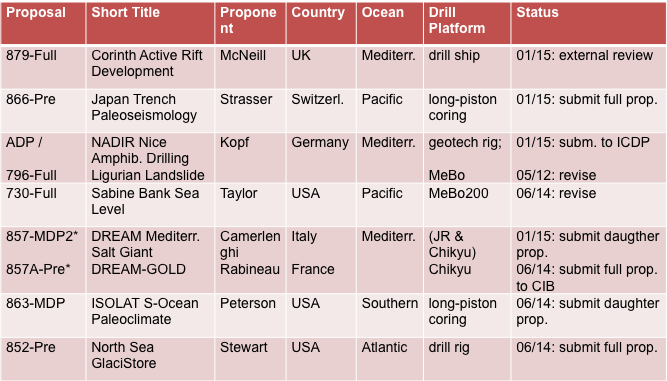 Proposal Short Title Propone nt Country Ocean Drill Platform Status
879-Full Corinth Active Rift Development McNeill UK Mediterr. drill ship 01/15: external review
866-Pre Japan Trench Paleoseismology Strasser Switzerl. Pacific long-piston coring 01/15: submit full prop.
ADP / NADIR Nice Amphib. Drilling Kopf Germany Mediterr. geotech rig; 01/15: subm. to ICDP
796-Full Ligurian Landslide MeBo 05/12: revise
730-Full Sabine Bank Sea Level Taylor USA Pacific MeBo200 06/14: revise
857-MDP2* DREAM Mediterr. Salt Giant Camerlen ghi Italy Mediterr. (JR & Chikyu) 01/15: submit daugther prop.
857A-Pre* DREAM-GOLD Rabineau France Chikyu 06/14: submit full prop. to CIB
863-MDP ISOLAT S-Ocean Paleoclimate Peterson USA Southern long-piston coring 06/14: submit daughter prop.
852-Pre North Sea GlaciStore Stewart USA Atlantic drill rig 06/14: submit full prop.